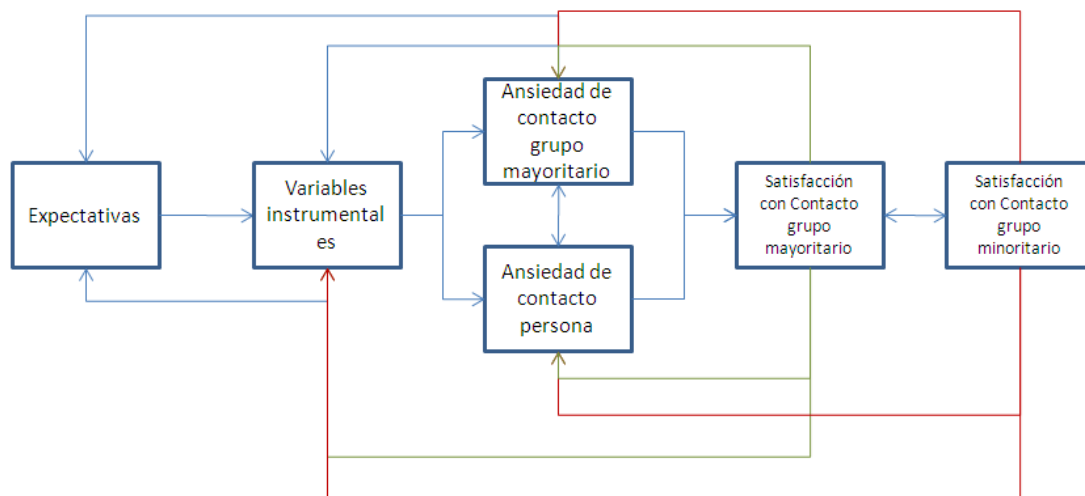 Expectativas
Variables
instrumental
es
Ansiedad de
contacto
grupo
mayoritario
Ansiedad de
contacto
persona
Satisfacción
con Contacto
grupo
mayoritario
Satisfacción
con Contacto
grupo
minoritario